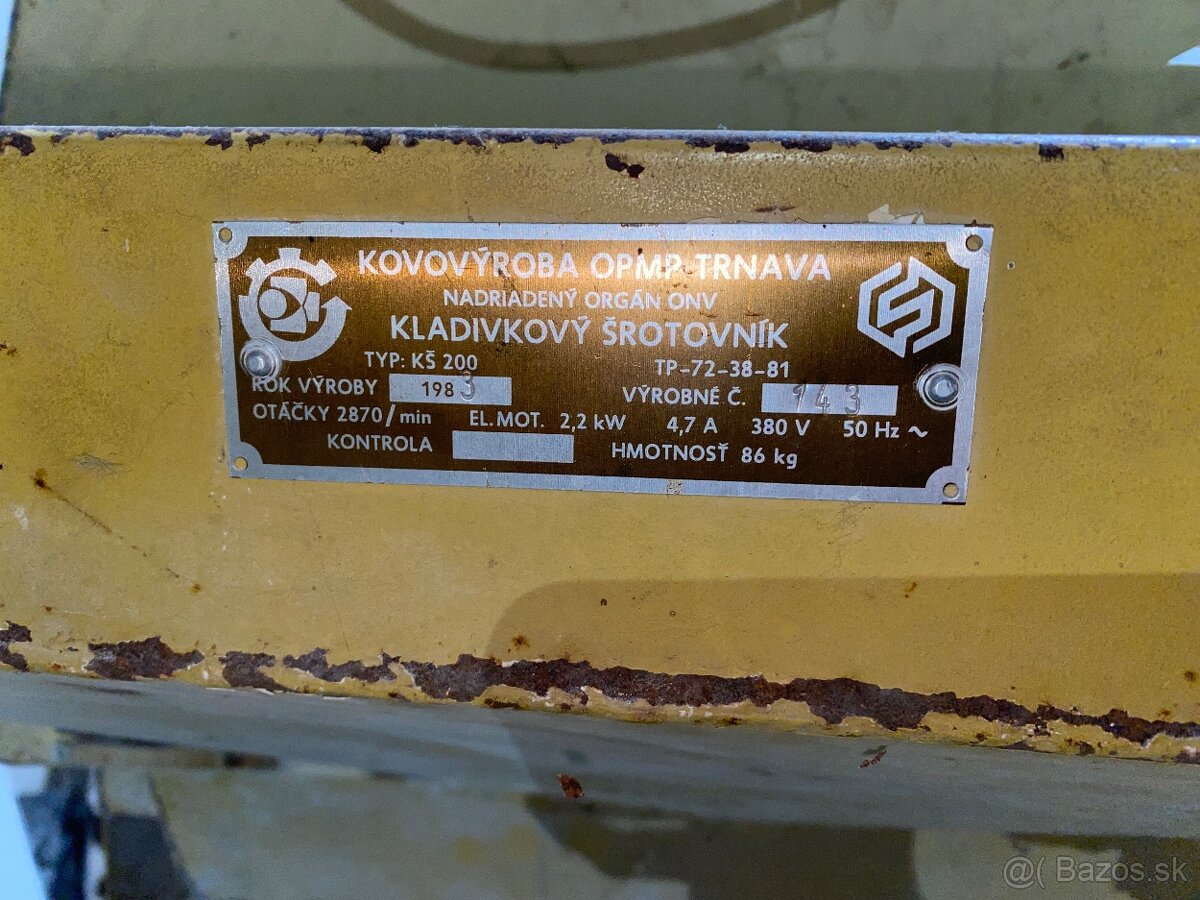 KOVOVÝROBA OPMP TRNAVA
NADRIADENÝ ORGÁN ONV
KLADIVKOVÝ ŠROTOVNÍK
TYP: KŠ 200 TP-72-38-81
ROK VÝROBY 1983 VÝROBNÉ Č. 143
OTÁČKY 2870/min EL.MOT. 2,2 kW 4,7 A 380 V 50 Hz ~
KONTROLA HMOTNOSŤ 86 kg
@( Bazos.sk